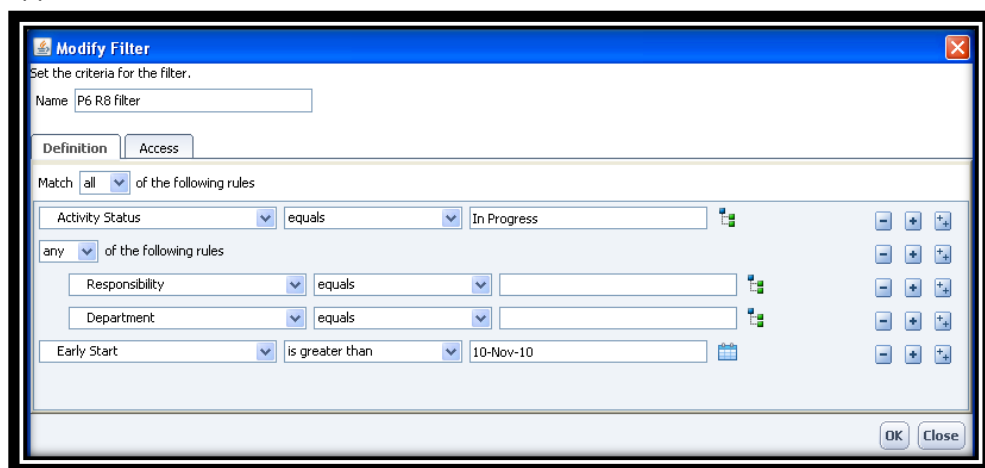 Modify Filter
Set the criteria for the filter.
Name P6 R8 filter
Definition Access
Match all of the following rules
Activity Status equals In Progress
any of the following rules
Responsibility equals
Department equals
Early Start is greater than 10-Nov-10
OK Close